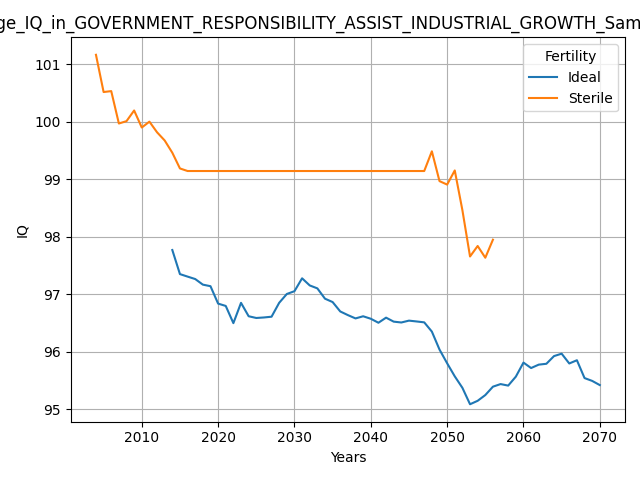 ge_IQ_in_GOVERNMENT_RESPONSIBILITY_ASSIST_INDUSTRIAL_GROWTH_Sam
Fertility
Ideal
Sterile
101
100
99
98
97
96
95
IQ
2010 2020 2030 2040 2050 2060 2070
Years